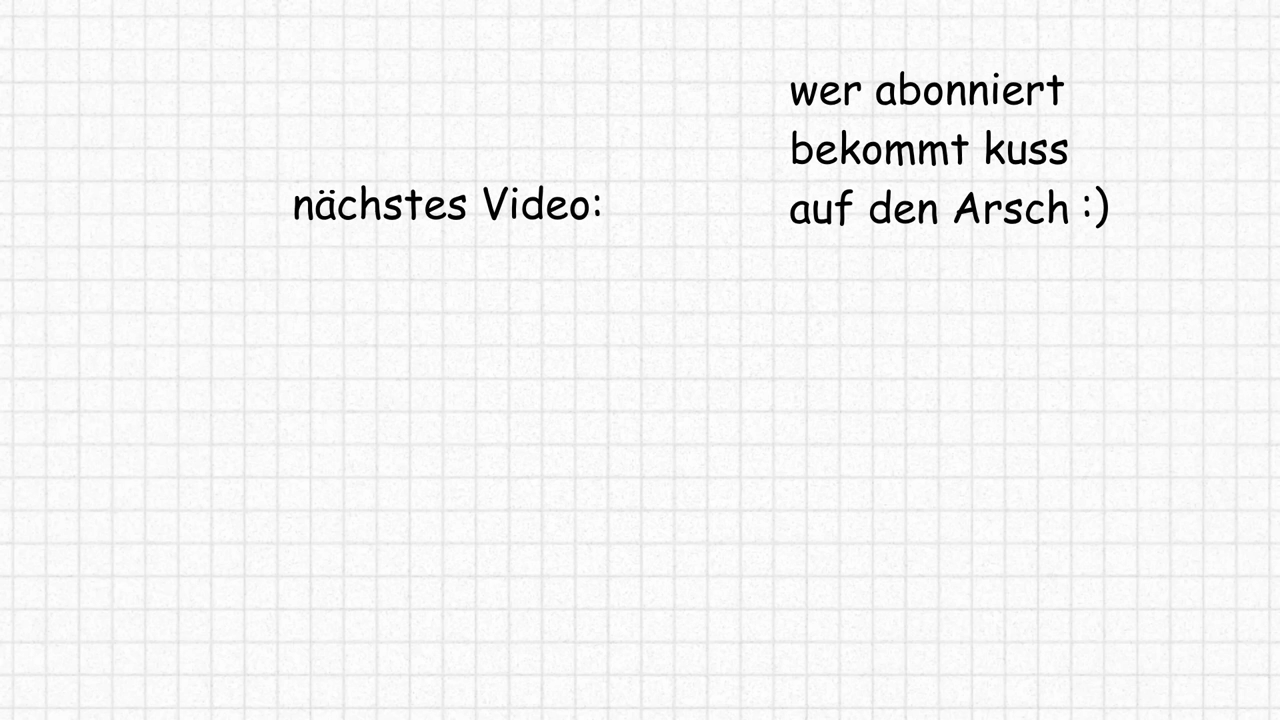 nächstes Video:
wer abonniert
bekommt kuss
auf den Arsch :)